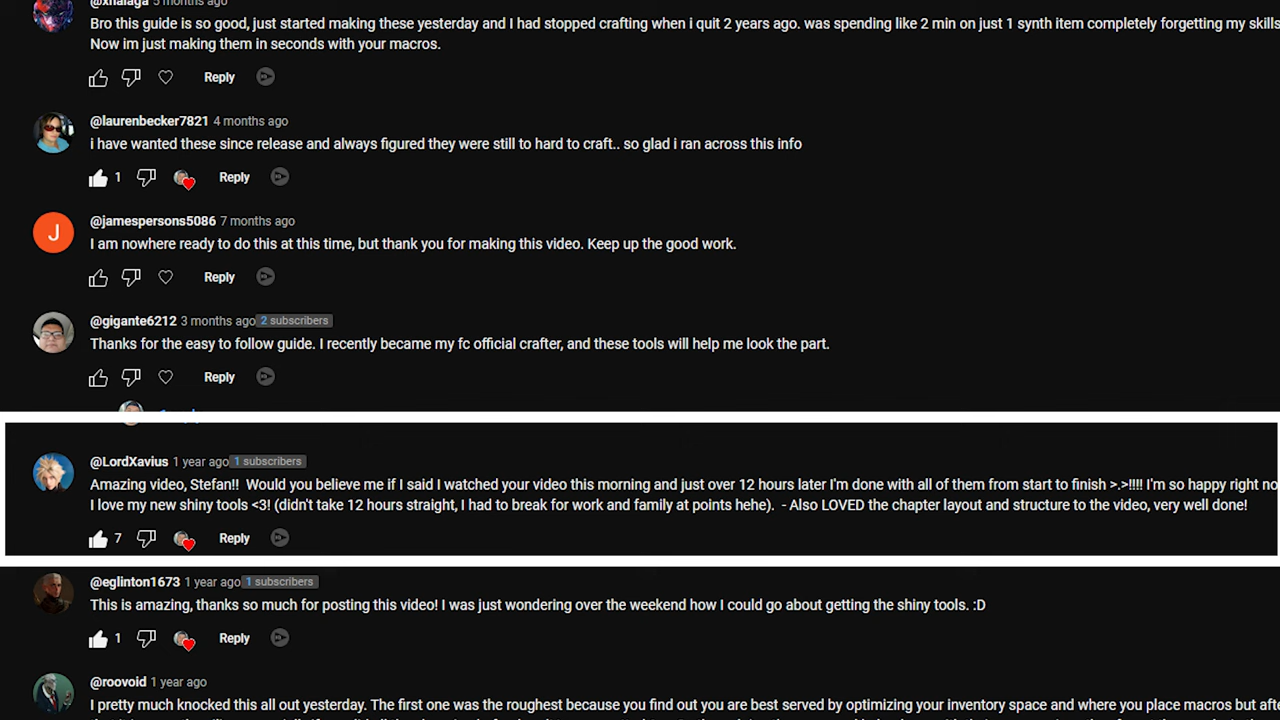 @xhalaga 5 months ago
Bro this guide is so good, just started making these yesterday and I had stopped crafting when i quit 2 years ago. was spending like 2 min on just 1 synth item completely forgetting my skills
Now im just making them in seconds with your macros.
Reply
@laurenbecker7821 4 months ago
i have wanted these since release and always figured they were still to hard to craft.. so glad i ran across this info
1 Reply
J
@jamespersons5086 7 months ago
I am nowhere ready to do this at this time, but thank you for making this video. Keep up the good work.
Reply
@gigante6212 3 months ago 2 subscribers
Thanks for the easy to follow guide. I recently became my fc official crafter, and these tools will help me look the part.
Reply
@LordXavius 1 year ago 1 subscribers
Amazing video, Stefan!! Would you believe me if I said I watched your video this morning and just over 12 hours later I'm done with all of them from start to finish >.>!!!! I'm so happy right no
I love my new shiny tools <3! (didn't take 12 hours straight, I had to break for work and family at points hehe). - Also LOVED the chapter layout and structure to the video, very well done!
7 Reply
@eglinton1673 1 year ago 1 subscribers
This is amazing, thanks so much for posting this video! I was just wondering over the weekend how I could go about getting the shiny tools. :D
1 Reply
@roovoid 1 year ago
I pretty much knocked this all out yesterday. The first one was the roughest because you find out you are best served by optimizing your inventory space and where you place macros but afte